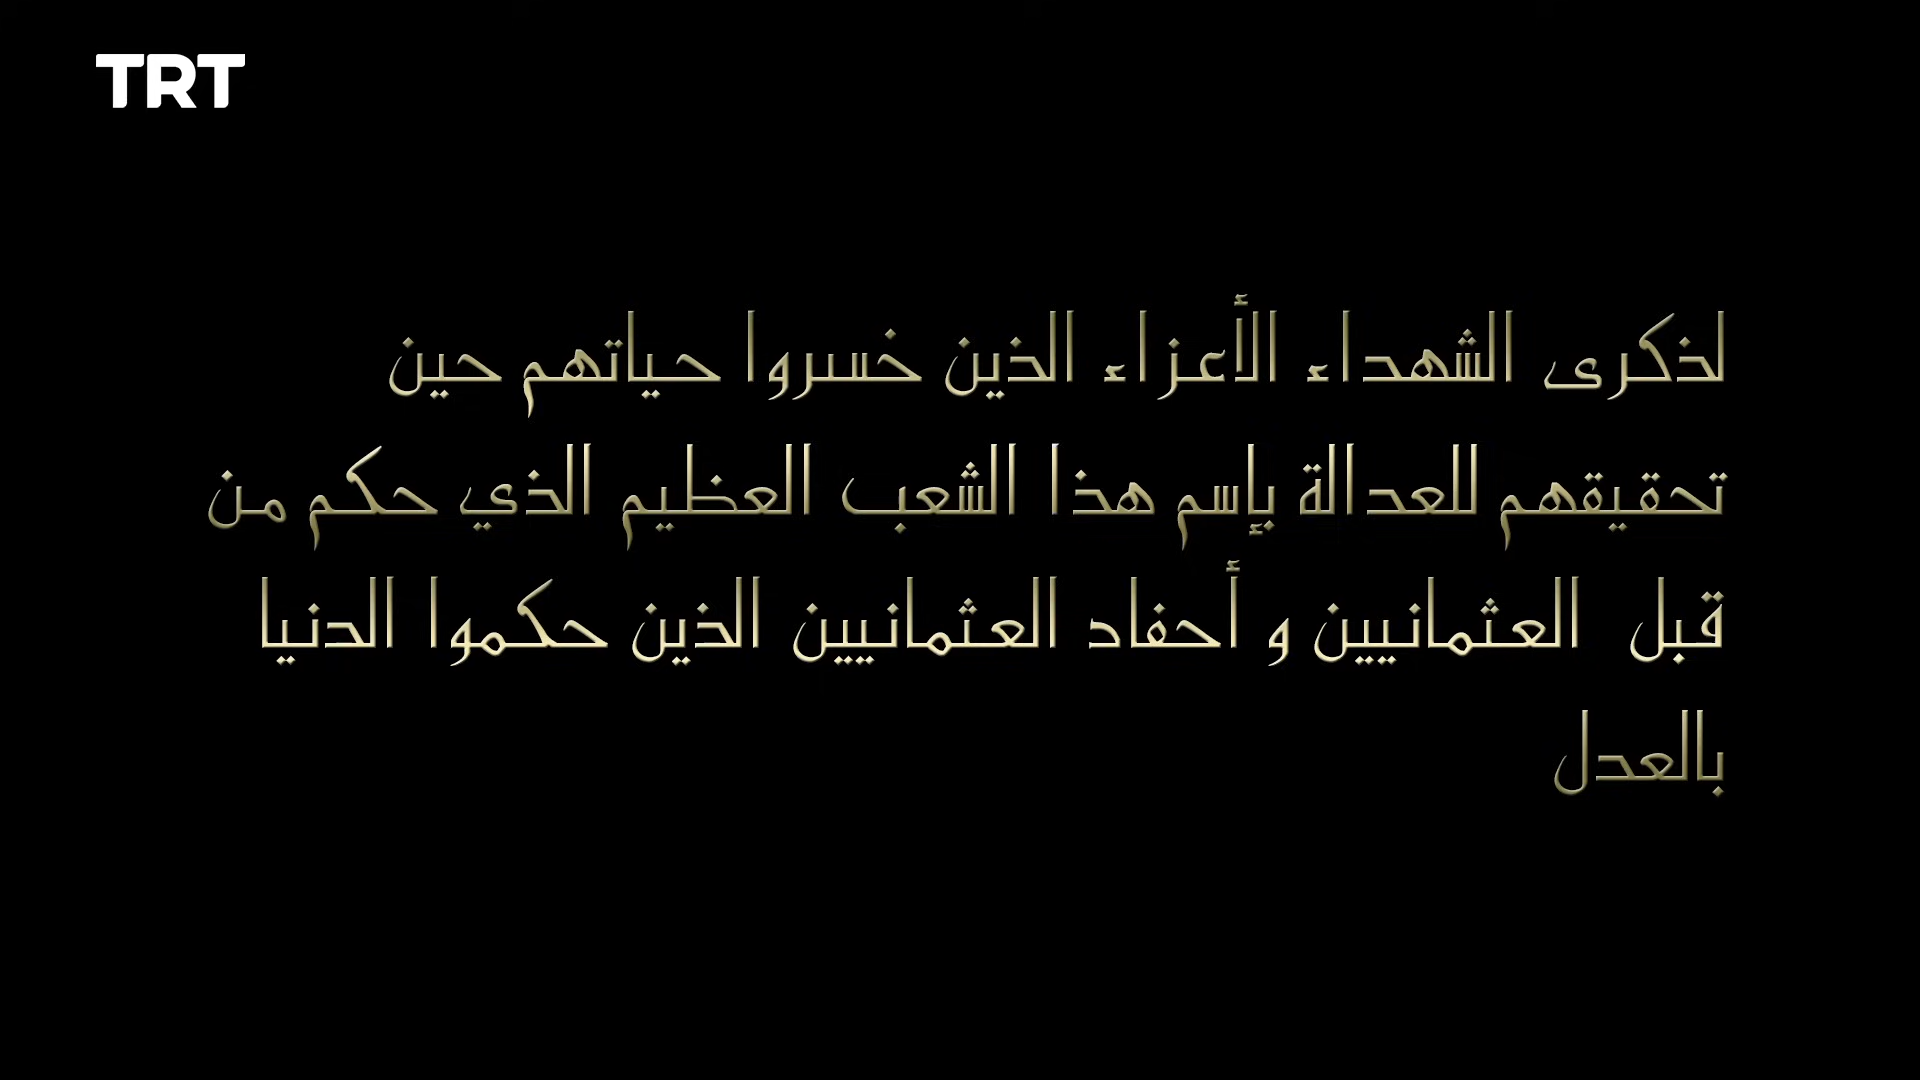 TRT
لذكرى الشهداء الأعزاء الذين خسروا حياتهم حين
تحقيقهم للعدالة بإسم هذا الشعب العظيم الذي حكم من
قبل العثمانيين و أحفاد العثمانيين الذين حكموا الدنيا
بالعدل